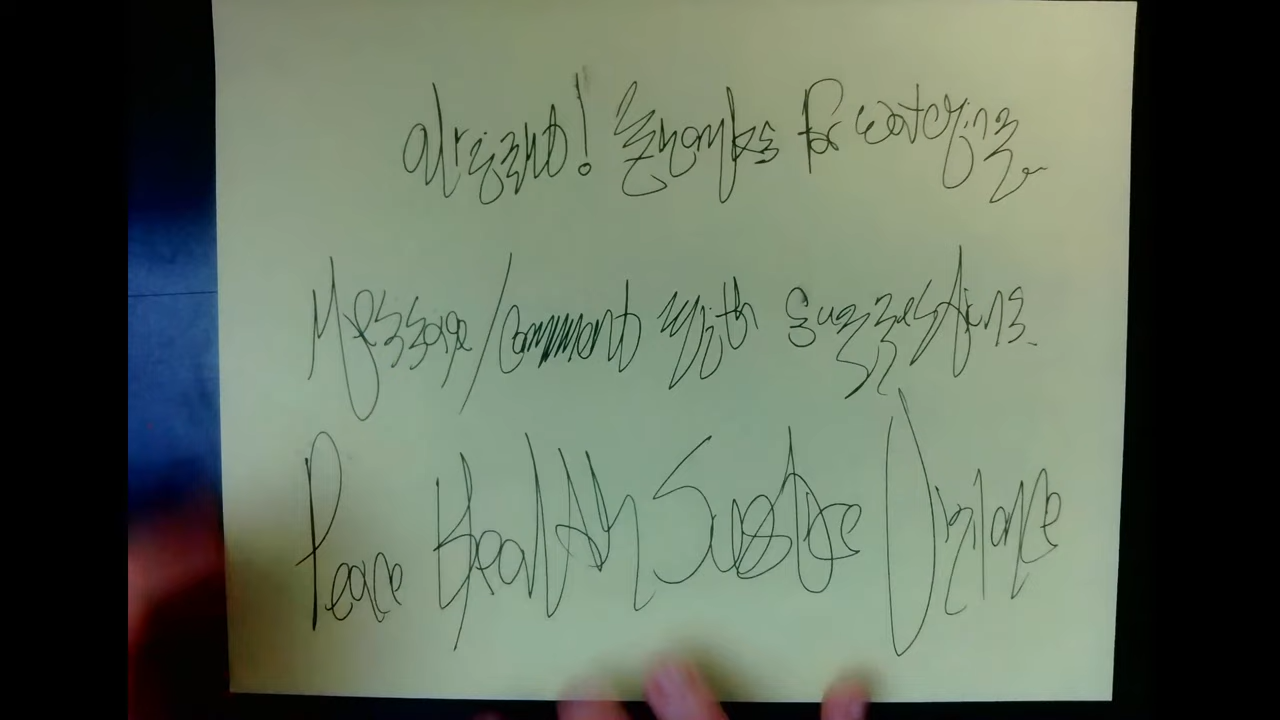 Alright! Thanks for watching
Message/comment with suggestions.
Peace Health Justice